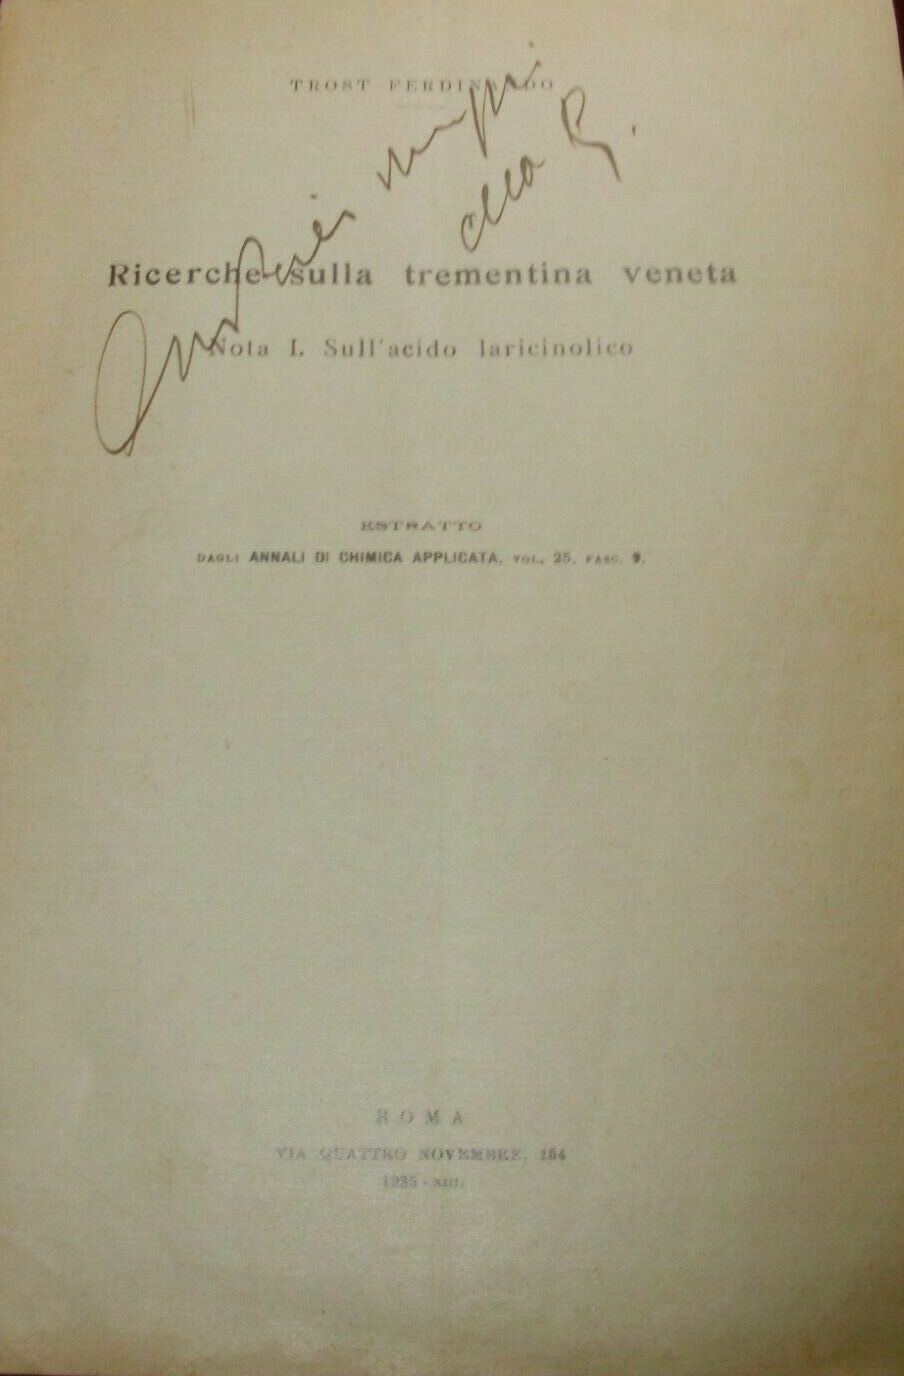 TROST FERDINANDO
Ricerche sulla trementina veneta
Nota I. Sull'acido laricinolico
ESTRATTO
DAGLI ANNALI DI CHIMICA APPLICATA, VOL. 25, FASC. 9.
ROMA
VIA QUATTRO NOVEMBRE, 154
1935 - XIII.